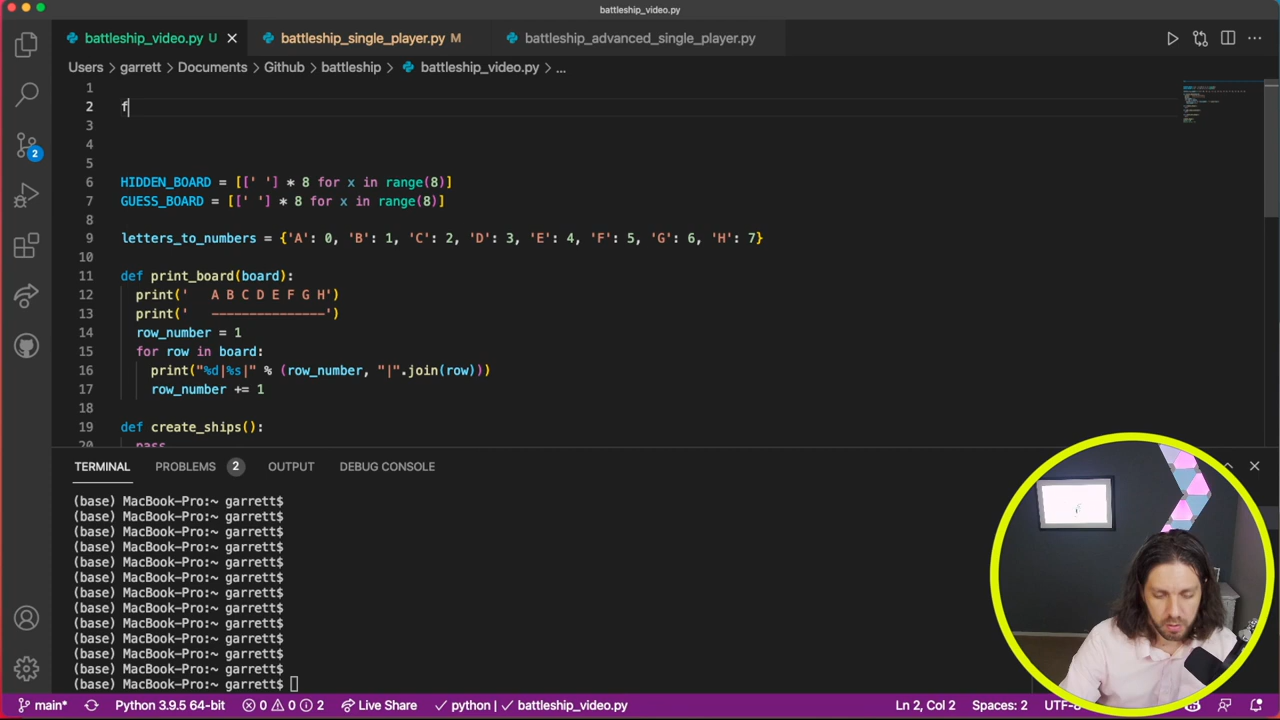 battleship_video.py
battleship_video.py U battleship_single_player.py M battleship_advanced_single_player.py
Users > garrett > Documents > Github > battleship > battleship_video.py > ...
1
2 f
3
4
5
6 HIDDEN_BOARD = [[' '] * 8 for x in range(8)]
7 GUESS_BOARD = [[' '] * 8 for x in range(8)]
8
9 letters_to_numbers = {'A': 0, 'B': 1, 'C': 2, 'D': 3, 'E': 4, 'F': 5, 'G': 6, 'H': 7}
10
11 def print_board(board):
12 print('   A B C D E F G H')
13 print('   ---------------')
14 row_number = 1
15 for row in board:
16 print("%d|%s|" % (row_number, "|".join(row)))
17 row_number += 1
18
19 def create_ships():
20 pass
2
TERMINAL PROBLEMS 2 OUTPUT DEBUG CONSOLE
(base) MacBook-Pro:~ garrett$
(base) MacBook-Pro:~ garrett$
(base) MacBook-Pro:~ garrett$
(base) MacBook-Pro:~ garrett$
(base) MacBook-Pro:~ garrett$
(base) MacBook-Pro:~ garrett$
(base) MacBook-Pro:~ garrett$
(base) MacBook-Pro:~ garrett$
(base) MacBook-Pro:~ garrett$
(base) MacBook-Pro:~ garrett$
(base) MacBook-Pro:~ garrett$
(base) MacBook-Pro:~ garrett$
(base) MacBook-Pro:~ garrett$
main* Python 3.9.5 64-bit 0 0 2 Live Share python | battleship_video.py Ln 2, Col 2 Spaces: 2